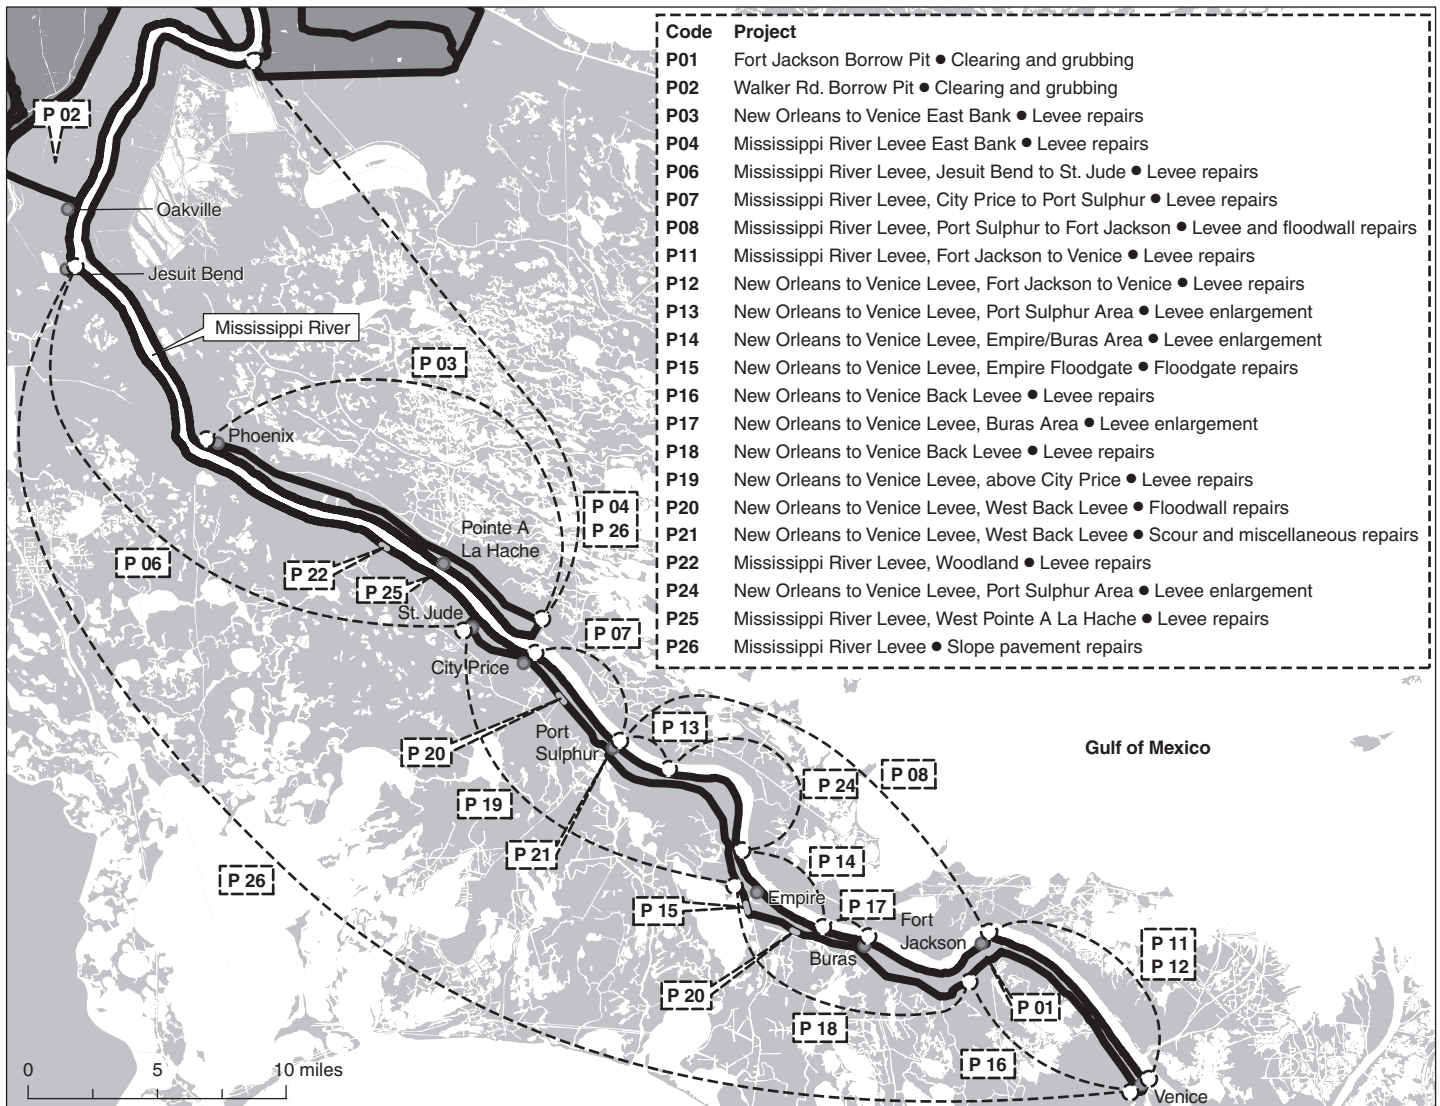 Code Project
P01 Fort Jackson Borrow Pit ● Clearing and grubbing
P02 Walker Rd. Borrow Pit ● Clearing and grubbing
P03 New Orleans to Venice East Bank ● Levee repairs
P04 Mississippi River Levee East Bank ● Levee repairs
P06 Mississippi River Levee, Jesuit Bend to St. Jude ● Levee repairs
P07 Mississippi River Levee, City Price to Port Sulphur ● Levee repairs
P08 Mississippi River Levee, Port Sulphur to Fort Jackson ● Levee and floodwall repairs
P11 Mississippi River Levee, Fort Jackson to Venice ● Levee repairs
P12 New Orleans to Venice Levee, Fort Jackson to Venice ● Levee repairs
P13 New Orleans to Venice Levee, Port Sulphur Area ● Levee enlargement
P14 New Orleans to Venice Levee, Empire/Buras Area ● Levee enlargement
P15 New Orleans to Venice Levee, Empire Floodgate ● Floodgate repairs
P16 New Orleans to Venice Back Levee ● Levee repairs
P17 New Orleans to Venice Levee, Buras Area ● Levee enlargement
P18 New Orleans to Venice Back Levee ● Levee repairs
P19 New Orleans to Venice Levee, above City Price ● Levee repairs
P20 New Orleans to Venice Levee, West Back Levee ● Floodwall repairs
P21 New Orleans to Venice Levee, West Back Levee ● Scour and miscellaneous repairs
P22 Mississippi River Levee, Woodland ● Levee repairs
P24 New Orleans to Venice Levee, Port Sulphur Area ● Levee enlargement
P25 Mississippi River Levee, West Pointe A La Hache ● Levee repairs
P26 Mississippi River Levee ● Slope pavement repairs
P 02
Oakville
Jesuit Bend
Mississippi River
P 03
Phoenix
P 04
P 26
Pointe A
La Hache
P 06
P 22
P 25
St. Jude
P 07
City Price
P 13
Port
Sulphur
P 20
Gulf of Mexico
P 08
P 24
P 19
P 21
P 14
P 26
Empire
P 17
P 15
Fort
Jackson
Buras
P 11
P 12
P 20
P 01
P 18
P 16
0 5 10 miles
Venice